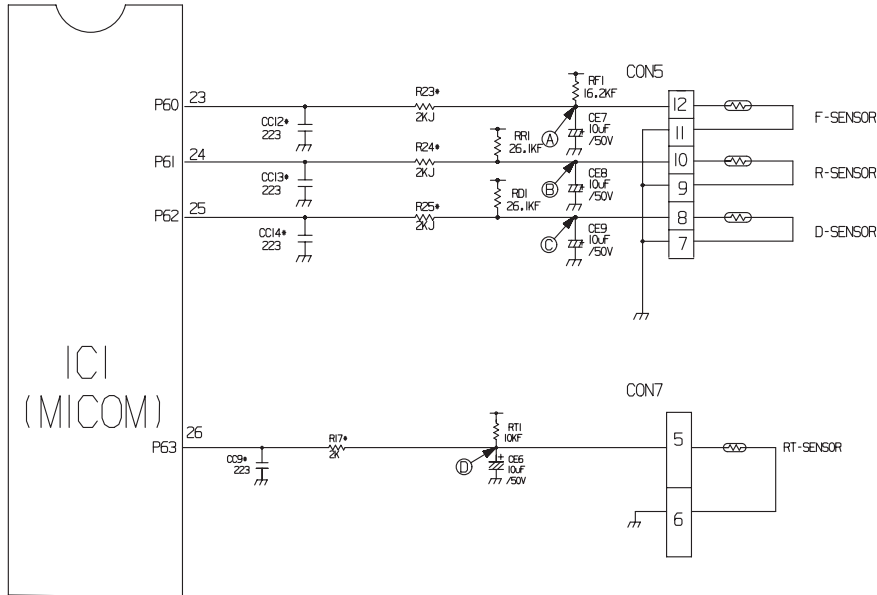 IC1
(MICOM)
P60
23
P61
24
P62
25
P63
26
CC12*
223
CC13*
223
CC14*
223
CC9*
223
R23*
2KJ
R24*
2KJ
R25*
2KJ
R17*
2K
RF1
16.2KF
RR1
26.1KF
RD1
26.1KF
RT1
10KF
A
B
C
D
+
CE7
10uF
/50V
+
CE8
10uF
/50V
+
CE9
10uF
/50V
+
CE6
10uF
/50V
CON5
12
11
10
9
8
7
F-SENSOR
R-SENSOR
D-SENSOR
CON7
5
6
RT-SENSOR